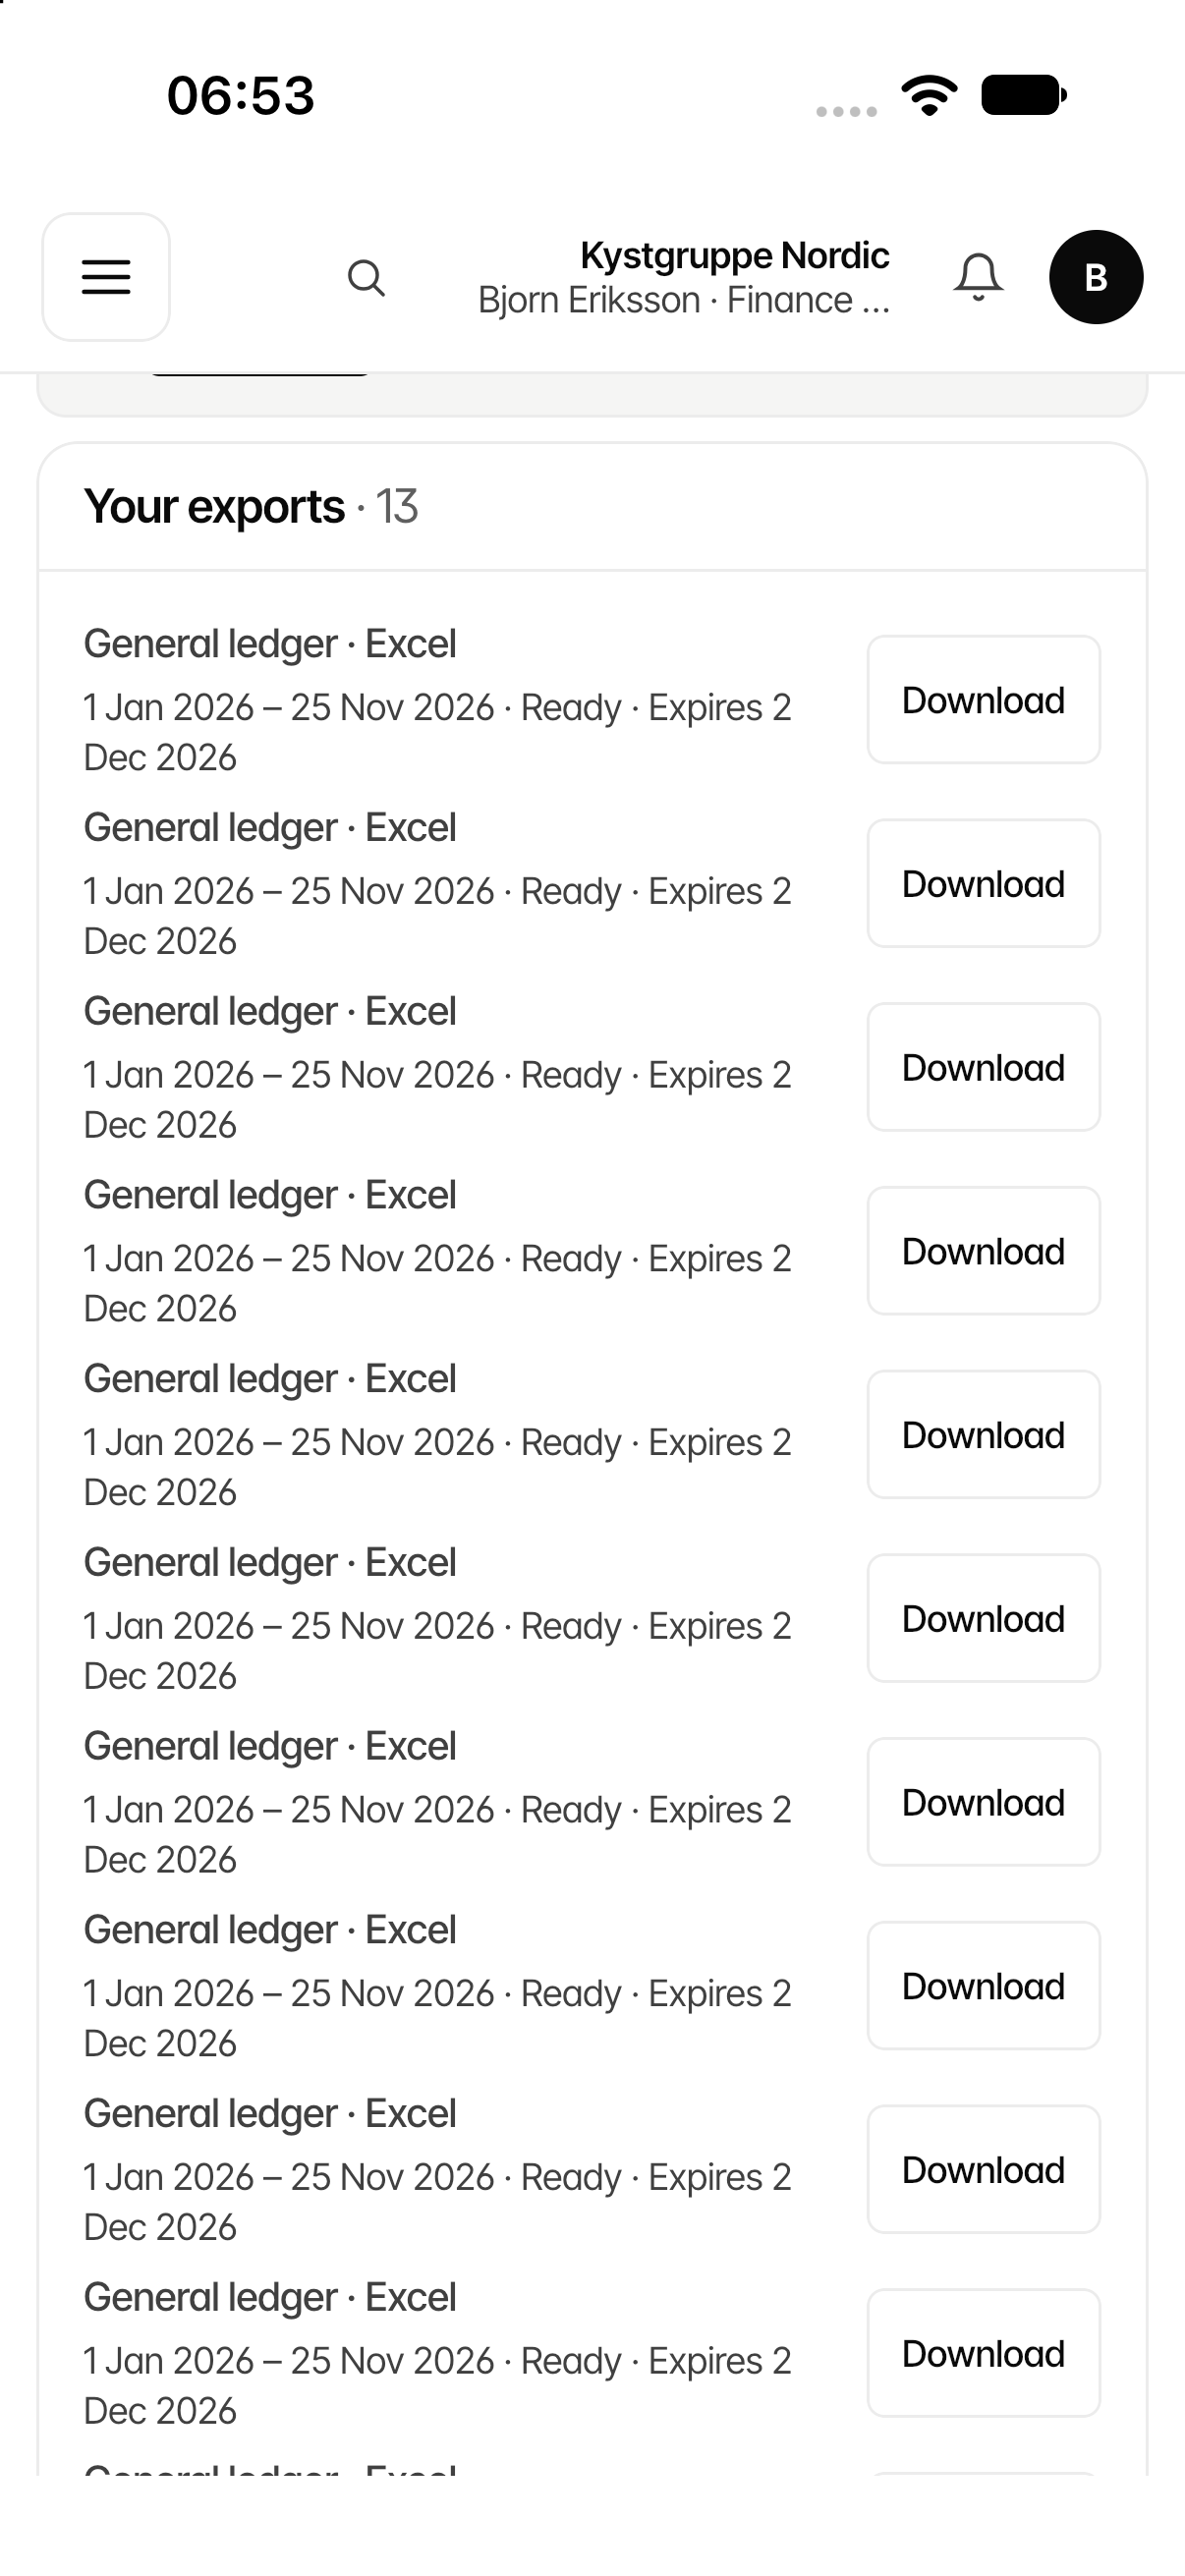 06:53
Kystgruppe Nordic
Bjorn Eriksson · Finance ...
B
Your exports · 13
General ledger · Excel
1 Jan 2026 – 25 Nov 2026 · Ready · Expires 2
Dec 2026
Download
General ledger · Excel
1 Jan 2026 – 25 Nov 2026 · Ready · Expires 2
Dec 2026
Download
General ledger · Excel
1 Jan 2026 – 25 Nov 2026 · Ready · Expires 2
Dec 2026
Download
General ledger · Excel
1 Jan 2026 – 25 Nov 2026 · Ready · Expires 2
Dec 2026
Download
General ledger · Excel
1 Jan 2026 – 25 Nov 2026 · Ready · Expires 2
Dec 2026
Download
General ledger · Excel
1 Jan 2026 – 25 Nov 2026 · Ready · Expires 2
Dec 2026
Download
General ledger · Excel
1 Jan 2026 – 25 Nov 2026 · Ready · Expires 2
Dec 2026
Download
General ledger · Excel
1 Jan 2026 – 25 Nov 2026 · Ready · Expires 2
Dec 2026
Download
General ledger · Excel
1 Jan 2026 – 25 Nov 2026 · Ready · Expires 2
Dec 2026
Download
General ledger · Excel
1 Jan 2026 – 25 Nov 2026 · Ready · Expires 2
Dec 2026
Download
General ledger · Excel